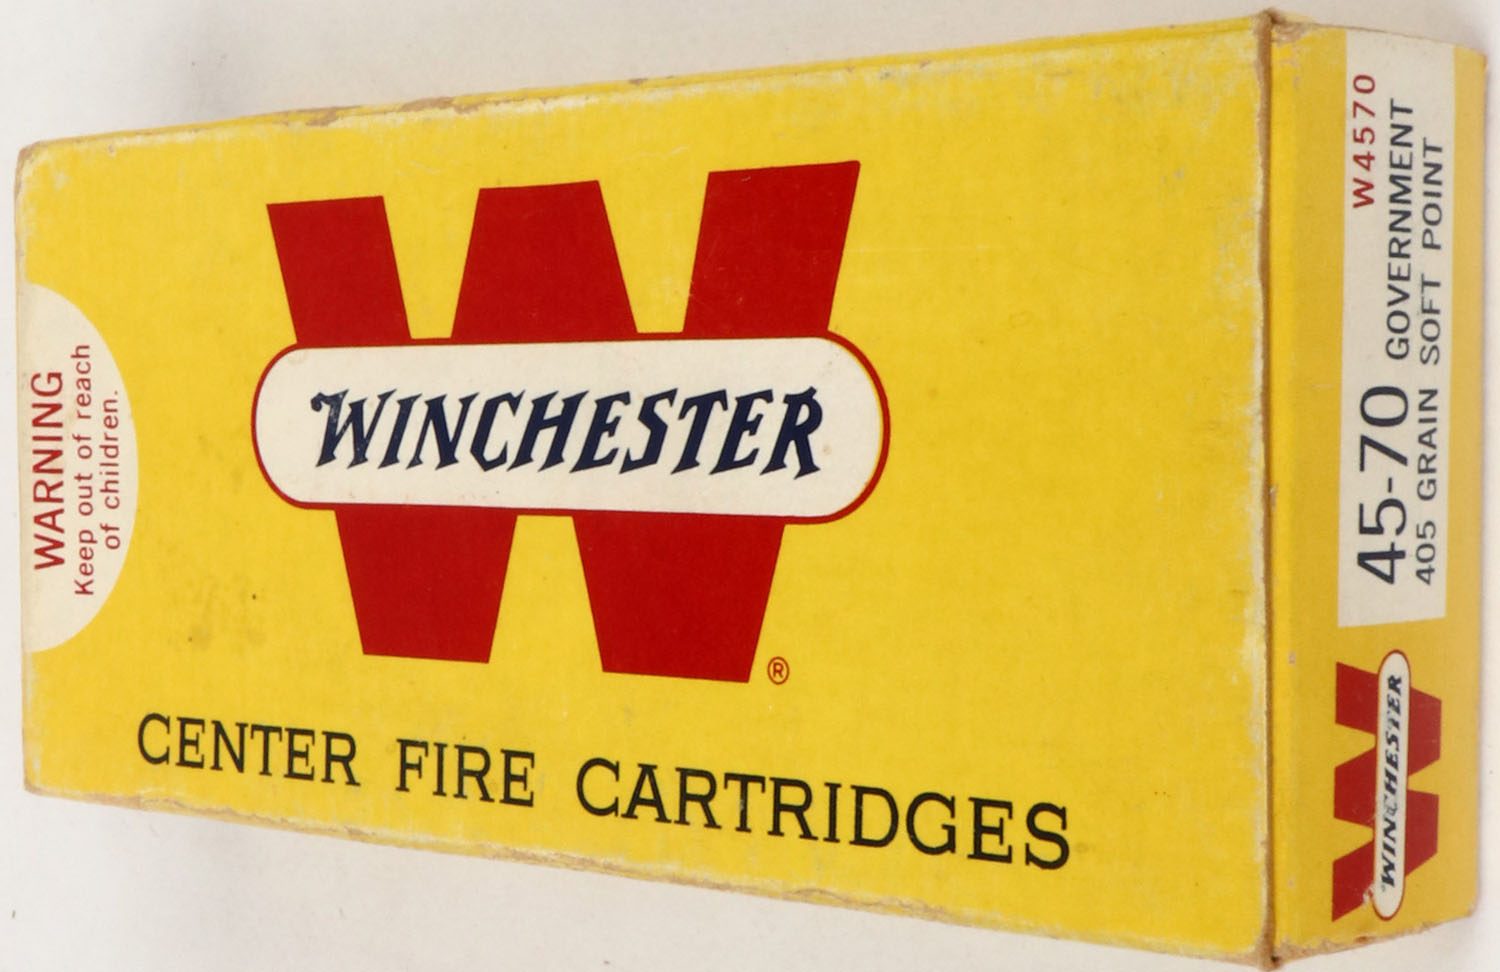 WARNING
Keep out of reach
of children.
W
WINCHESTER
®
CENTER FIRE CARTRIDGES
W4570
45-70 GOVERNMENT
405 GRAIN SOFT POINT
W
WINCHESTER